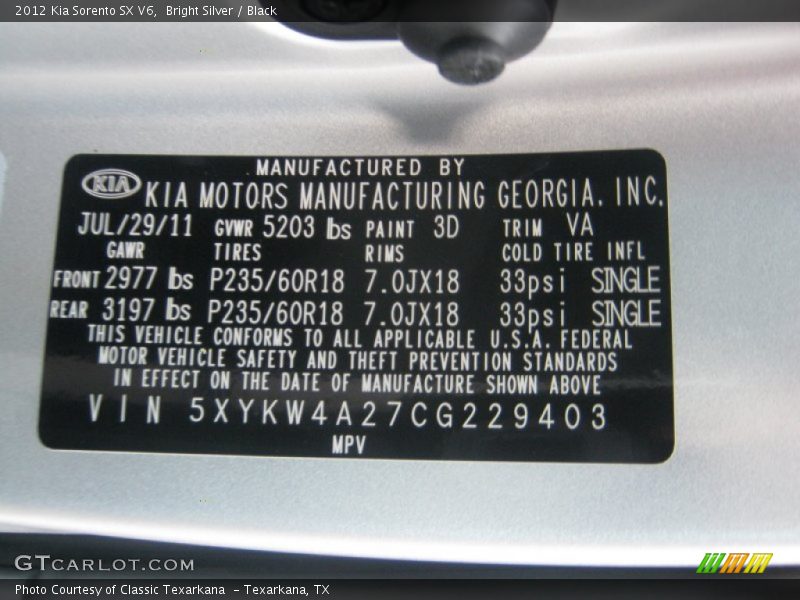 2012 Kia Sorento SX V6,  Bright Silver / Black
MANUFACTURED BY
KIA KIA MOTORS MANUFACTURING GEORGIA, INC.
JUL/29/11 GVWR 5203 lbs PAINT 3D TRIM VA
GAWR TIRES RIMS COLD TIRE INFL
FRONT 2977 lbs P235/60R18 7.0JX18 33psi SINGLE
REAR 3197 lbs P235/60R18 7.0JX18 33psi SINGLE
THIS VEHICLE CONFORMS TO ALL APPLICABLE U.S.A. FEDERAL
MOTOR VEHICLE SAFETY AND THEFT PREVENTION STANDARDS
IN EFFECT ON THE DATE OF MANUFACTURE SHOWN ABOVE
VIN 5XYKW4A27CG229403
MPV
GTCARLOT.COM
Photo Courtesy of Classic Texarkana  - Texarkana, TX